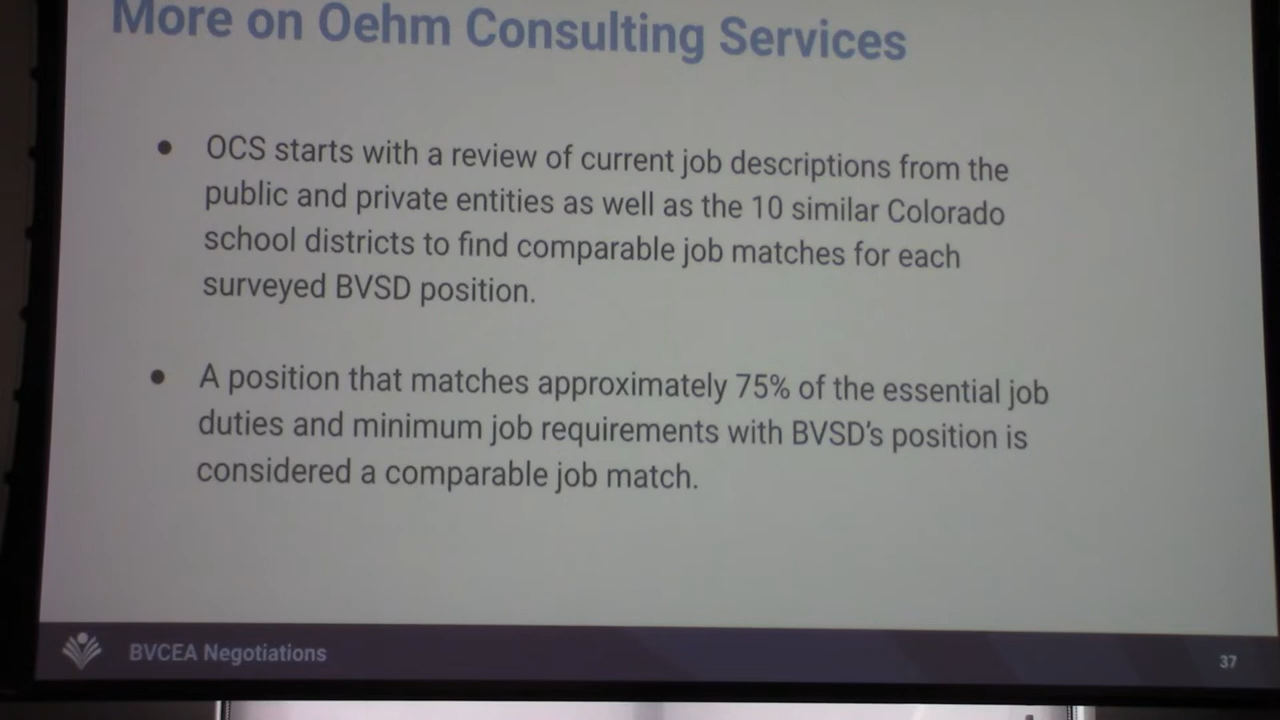 More on Oehm Consulting Services
● OCS starts with a review of current job descriptions from the
public and private entities as well as the 10 similar Colorado
school districts to find comparable job matches for each
surveyed BVSD position.
● A position that matches approximately 75% of the essential job
duties and minimum job requirements with BVSD's position is
considered a comparable job match.
BVCEA Negotiations
37